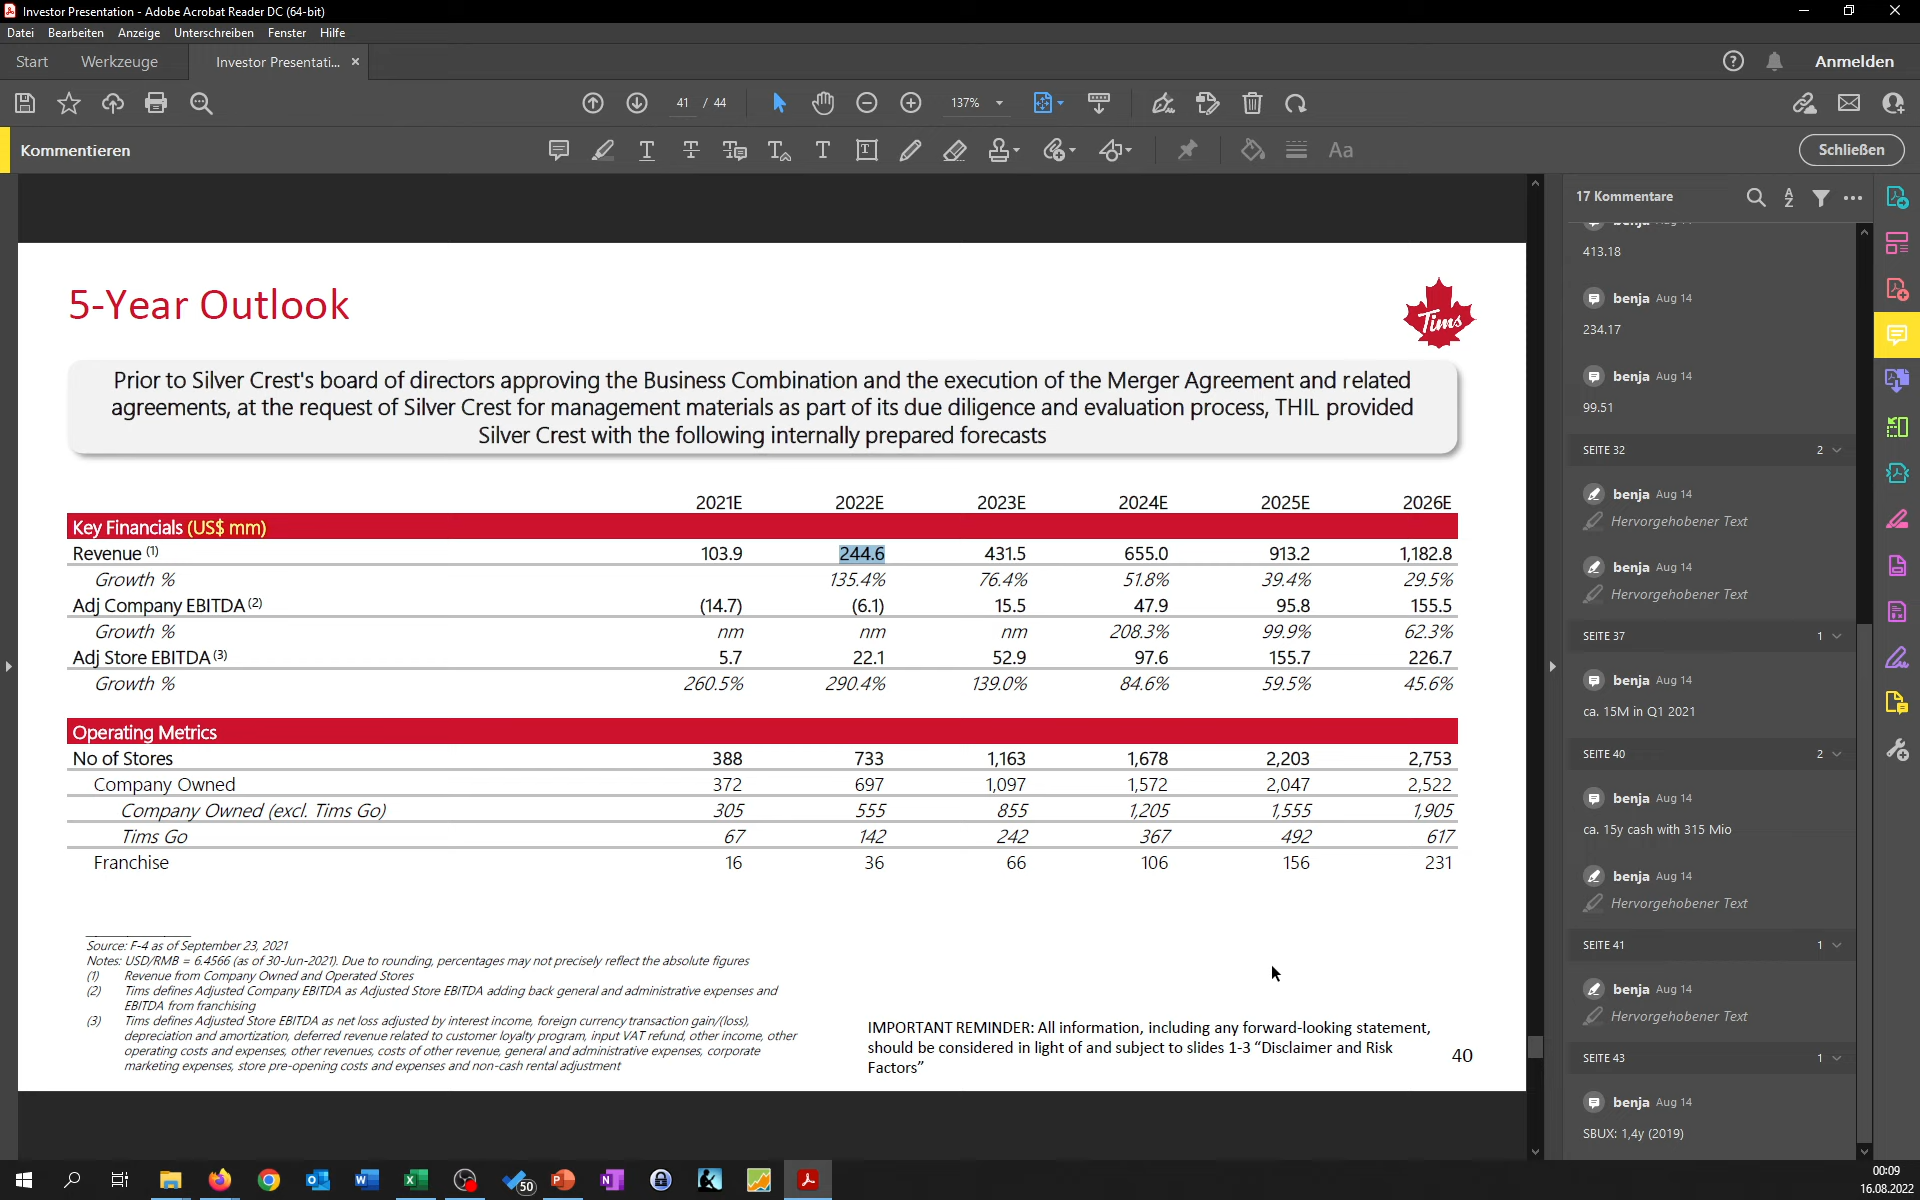 Investor Presentation - Adobe Acrobat Reader DC (64-bit)
Datei Bearbeiten Anzeige Unterschreiben Fenster Hilfe
Start Werkzeuge Investor Presentati... × Anmelden
41 / 44 137%
Kommentieren Aa Schließen
17 Kommentare
5-Year Outlook
Tims
Prior to Silver Crest's board of directors approving the Business Combination and the execution of the Merger Agreement and related
agreements, at the request of Silver Crest for management materials as part of its due diligence and evaluation process, THIL provided
Silver Crest with the following internally prepared forecasts
2021E 2022E 2023E 2024E 2025E 2026E
Key Financials (US$ mm)
Revenue (1) 103.9 244.6 431.5 655.0 913.2 1,182.8
Growth % 135.4% 76.4% 51.8% 39.4% 29.5%
Adj Company EBITDA (2) (14.7) (6.1) 15.5 47.9 95.8 155.5
Growth % nm nm nm 208.3% 99.9% 62.3%
Adj Store EBITDA (3) 5.7 22.1 52.9 97.6 155.7 226.7
Growth % 260.5% 290.4% 139.0% 84.6% 59.5% 45.6%
Operating Metrics
No of Stores 388 733 1,163 1,678 2,203 2,753
Company Owned 372 697 1,097 1,572 2,047 2,522
Company Owned (excl. Tims Go) 305 555 855 1,205 1,555 1,905
Tims Go 67 142 242 367 492 617
Franchise 16 36 66 106 156 231
Source: F-4 as of September 23, 2021
Notes: USD/RMB = 6.4566 (as of 30-Jun-2021). Due to rounding, percentages may not precisely reflect the absolute figures
(1) Revenue from Company Owned and Operated Stores
(2) Tims defines Adjusted Company EBITDA as Adjusted Store EBITDA adding back general and administrative expenses and
EBITDA from franchising
(3) Tims defines Adjusted Store EBITDA as net loss adjusted by interest income, foreign currency transaction gain/(loss),
depreciation and amortization, deferred revenue related to customer loyalty program, input VAT refund, other income, other
operating costs and expenses, other revenues, costs of other revenue, general and administrative expenses, corporate
marketing expenses, store pre-opening costs and expenses and non-cash rental adjustment
IMPORTANT REMINDER: All information, including any forward-looking statement,
should be considered in light of and subject to slides 1-3 “Disclaimer and Risk
Factors”
40
413.18
benja Aug 14
234.17
benja Aug 14
99.51
SEITE 32 2
benja Aug 14
Hervorgehobener Text
benja Aug 14
Hervorgehobener Text
SEITE 37 1
benja Aug 14
ca. 15M in Q1 2021
SEITE 40 2
benja Aug 14
ca. 15y cash with 315 Mio
benja Aug 14
Hervorgehobener Text
SEITE 41 1
benja Aug 14
Hervorgehobener Text
SEITE 43 1
benja Aug 14
SBUX: 1,4y (2019)
50
00:09
16.08.2022